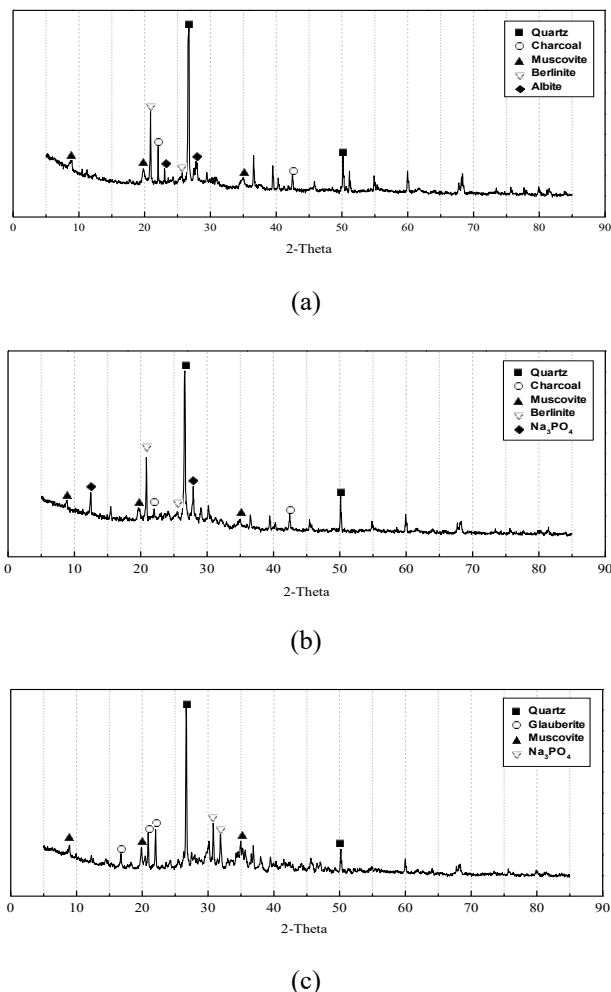 Quartz
Charcoal
Muscovite
Berlinite
Albite
0 10 20 30 40 50 60 70 80 90
2-Theta
(a)
Quartz
Charcoal
Muscovite
Berlinite
Na₃PO₄
0 10 20 30 40 50 60 70 80 90
2-Theta
(b)
Quartz
Glauberite
Muscovite
Na₃PO₄
0 10 20 30 40 50 60 70 80 90
2-Theta
(c)